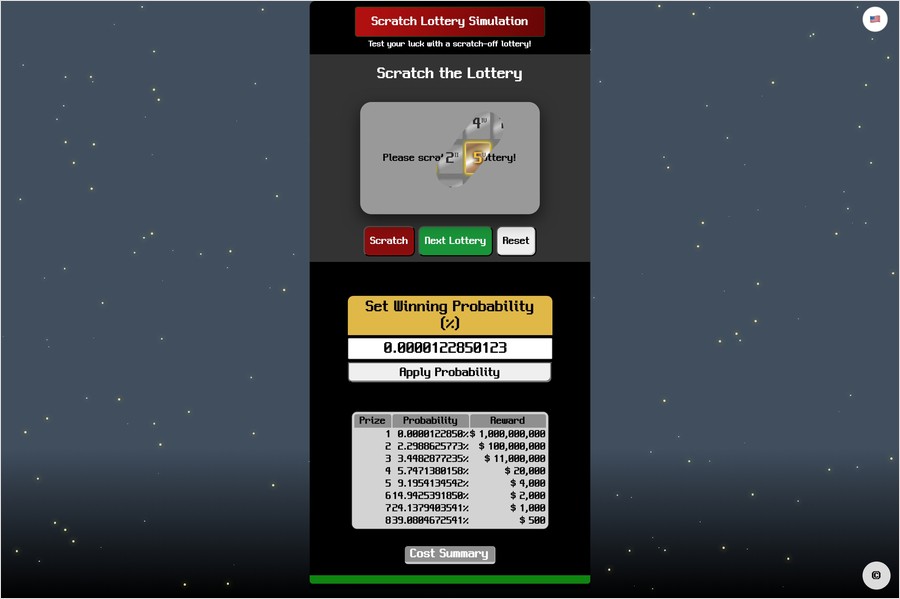 Scratch Lottery Simulation
Test your luck with a scratch-off lottery!
Scratch the Lottery
4
Please scrat 2 5 ttery!
Scratch Next Lottery Reset
Set Winning Probability
(%)
0.0000122850123
Apply Probability
Prize Probability Reward
1 0.0000122850% $ 1,000,000,000
2 2.2988625773% $ 100,000,000
3 3.4482877235% $ 11,000,000
4 5.7471380158% $ 20,000
5 9.1954134542% $ 4,000
6 14.9425391850% $ 2,000
7 24.1379403541% $ 1,000
8 39.0804672541% $ 500
Cost Summary
©